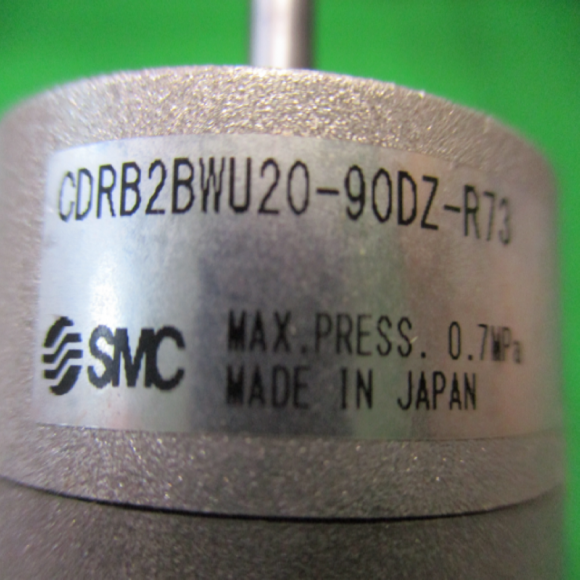 CDRB2BWU20-90DZ-R73
SMC
MAX.PRESS. 0.7MPa
MADE IN JAPAN